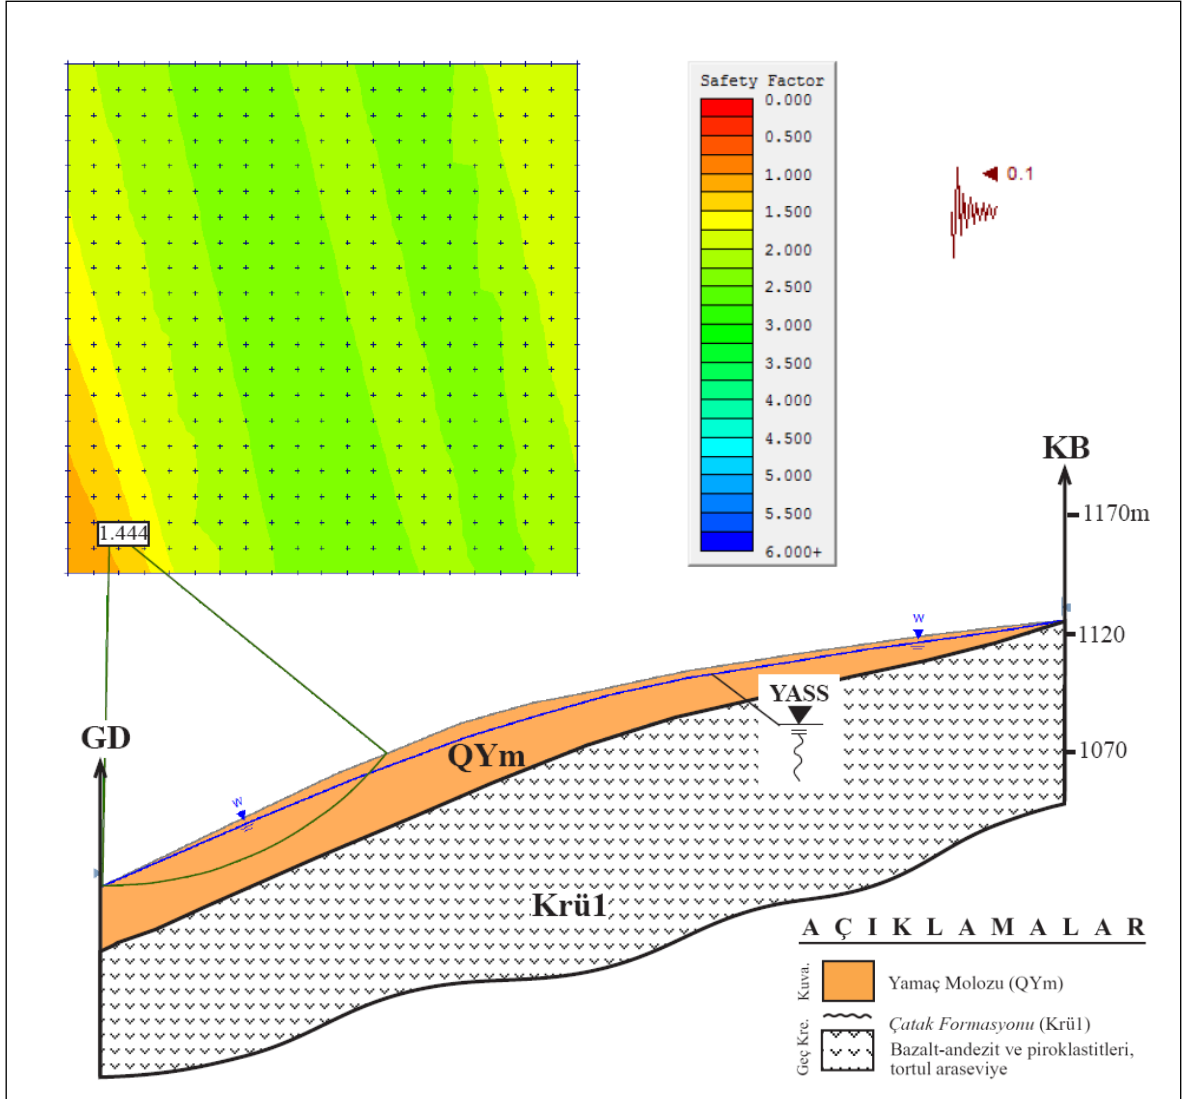 Safety Factor
0.000
0.500
1.000
1.500
2.000
2.500
3.000
3.500
4.000
4.500
5.000
5.500
6.000+
0.1
1.444
KB
1170m
1120
1070
w
YASS
GD
QYm
w
Krü1
A Ç I K L A M A L A R
Kuva.
Yamaç Molozu (QYm)
Geç Kre.
Çatak Formasyonu (Krü1)
Bazalt-andezit ve piroklastitleri,
tortul araseviye